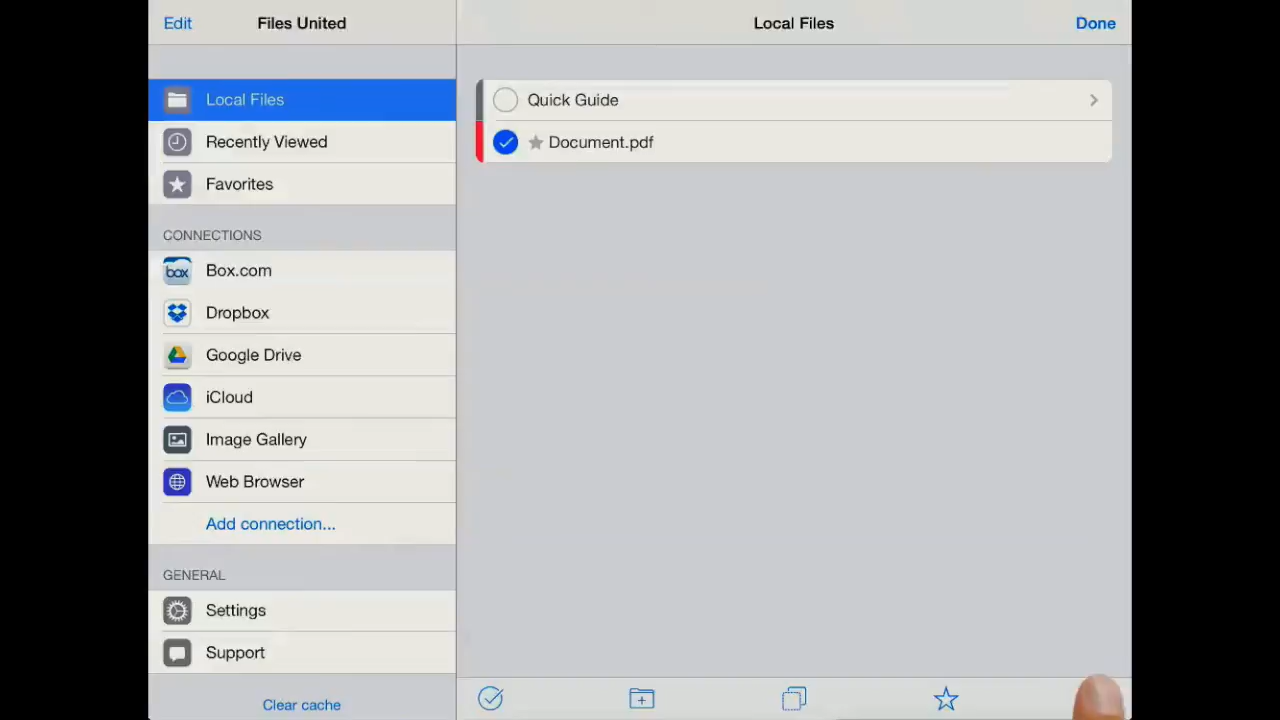 Edit
Files United
Local Files
Done
Local Files
Recently Viewed
Favorites
CONNECTIONS
box
Box.com
Dropbox
Google Drive
iCloud
Image Gallery
Web Browser
Add connection...
GENERAL
Settings
Support
Clear cache
Quick Guide
Document.pdf